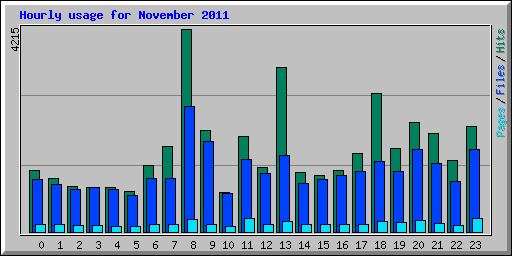 Hourly usage for November 2011
4215
Pages / Files / Hits
0 1 2 3 4 5 6 7 8 9 10 11 12 13 14 15 16 17 18 19 20 21 22 23